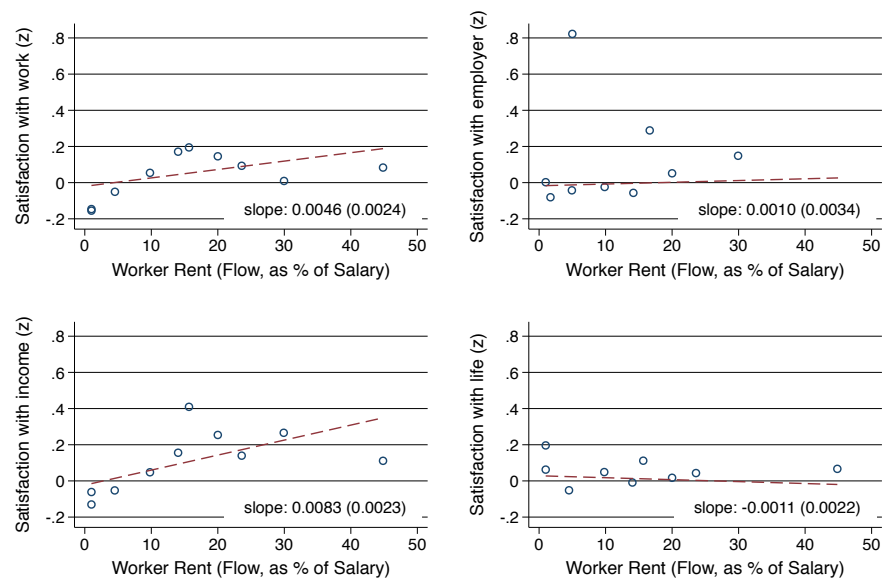 Satisfaction with work (z)
.8
.6
.4
.2
0
-.2
slope: 0.0046 (0.0024)
0 10 20 30 40 50
Worker Rent (Flow, as % of Salary)
Satisfaction with employer (z)
.8
.6
.4
.2
0
-.2
slope: 0.0010 (0.0034)
0 10 20 30 40 50
Worker Rent (Flow, as % of Salary)
Satisfaction with income (z)
.8
.6
.4
.2
0
-.2
slope: 0.0083 (0.0023)
0 10 20 30 40 50
Worker Rent (Flow, as % of Salary)
Satisfaction with life (z)
.8
.6
.4
.2
0
-.2
slope: -0.0011 (0.0022)
0 10 20 30 40 50
Worker Rent (Flow, as % of Salary)